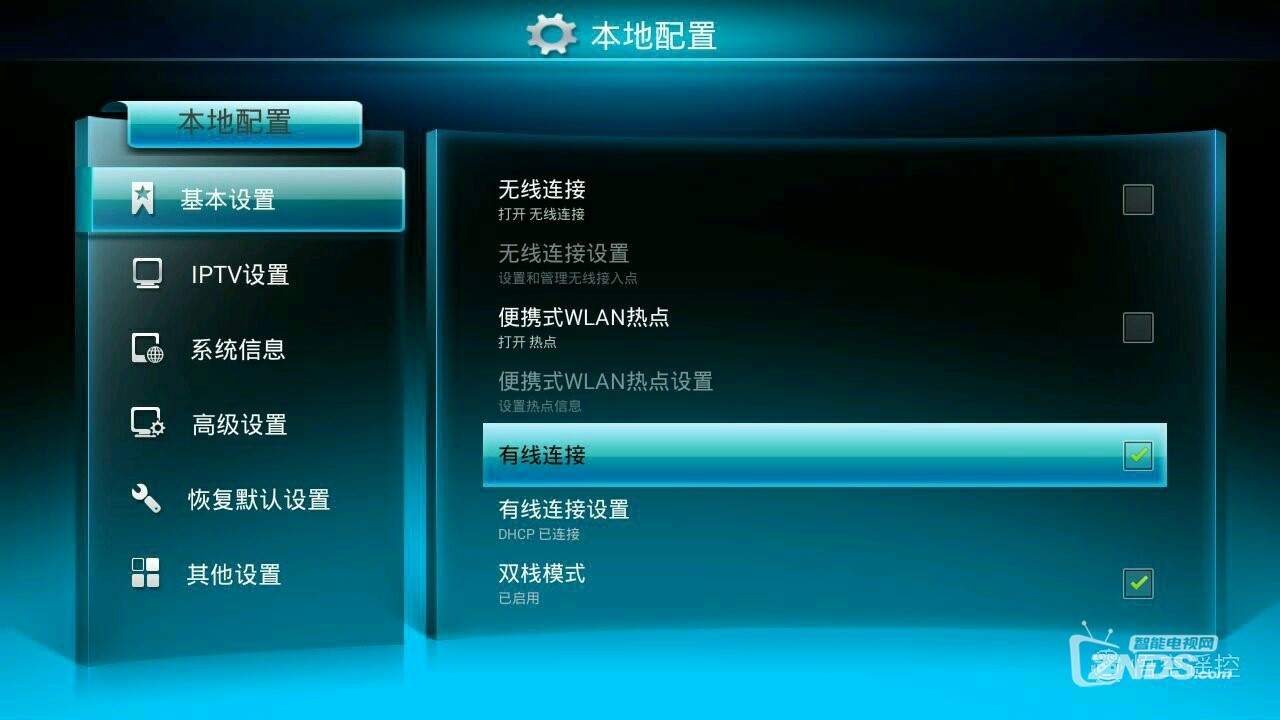 本地配置
本地配置
基本设置
IPTV设置
系统信息
高级设置
恢复默认设置
其他设置
无线连接
打开 无线连接
无线连接设置
设置和管理无线接入点
便携式WLAN热点
打开 热点
便携式WLAN热点设置
设置热点信息
有线连接
有线连接设置
DHCP 已连接
双栈模式
已启用
智能电视网
ZNDS.com
遥控